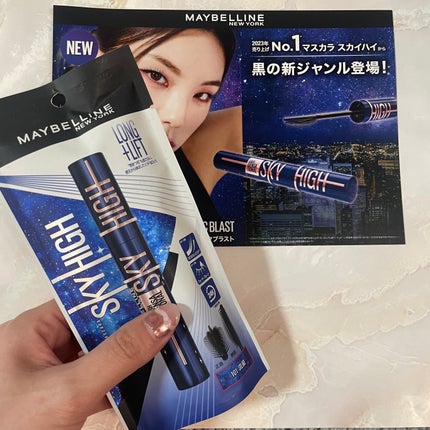 MAYBELLINE
NEW YORK
NEW
2023年
売り上げ No.1 マスカラ スカイハイから
黒の新ジャンル登場!
HIGH
SKY HIGH
C BLAST
ブラスト
MAYBELLINE
NEW YORK
LONG
+LIFT
SKY HIGH
SKY HIGH